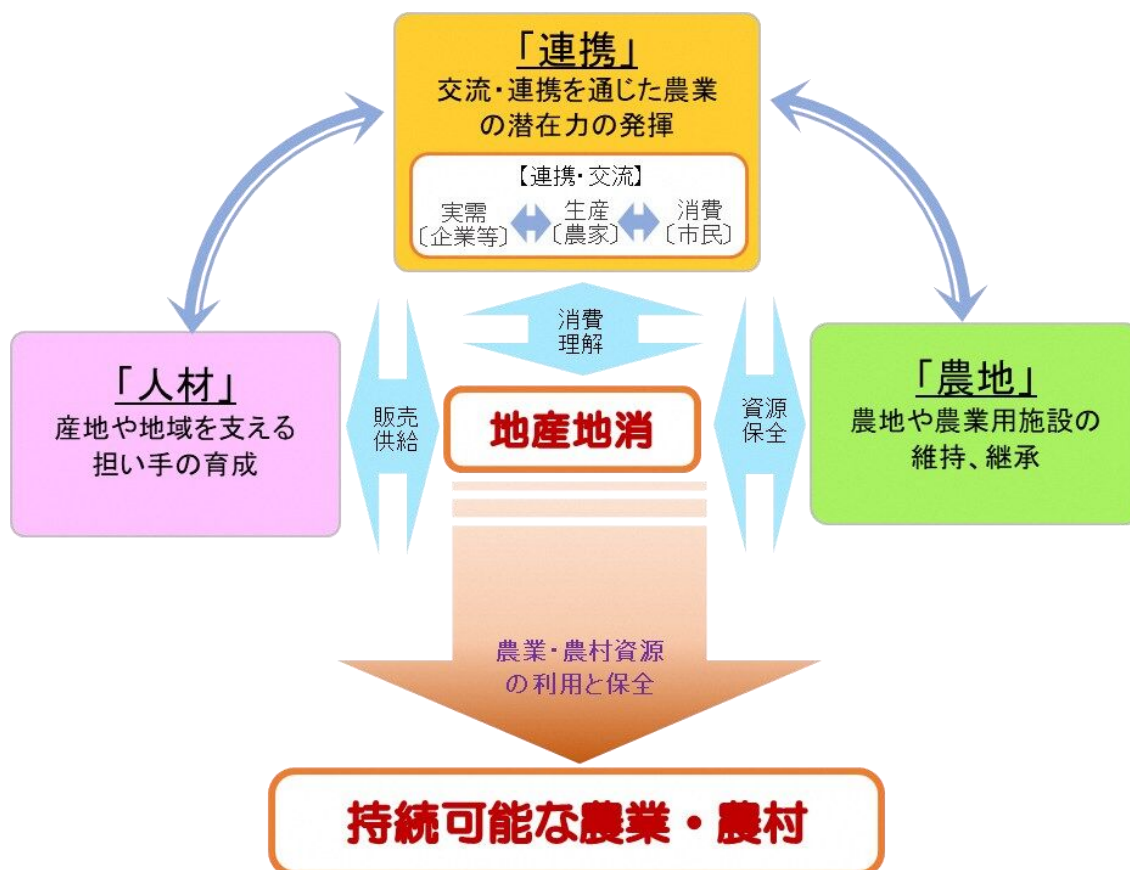 「連携」
交流・連携を通じた農業
の潜在力の発揮
【連携・交流】
実需
〔企業等〕
生産
〔農家〕
消費
〔市民〕
「人材」
産地や地域を支える
担い手の育成
販売
供給
消費
理解
地産地消
資源
保全
「農地」
農地や農業用施設の
維持、継承
農業・農村資源
の利用と保全
持続可能な農業・農村